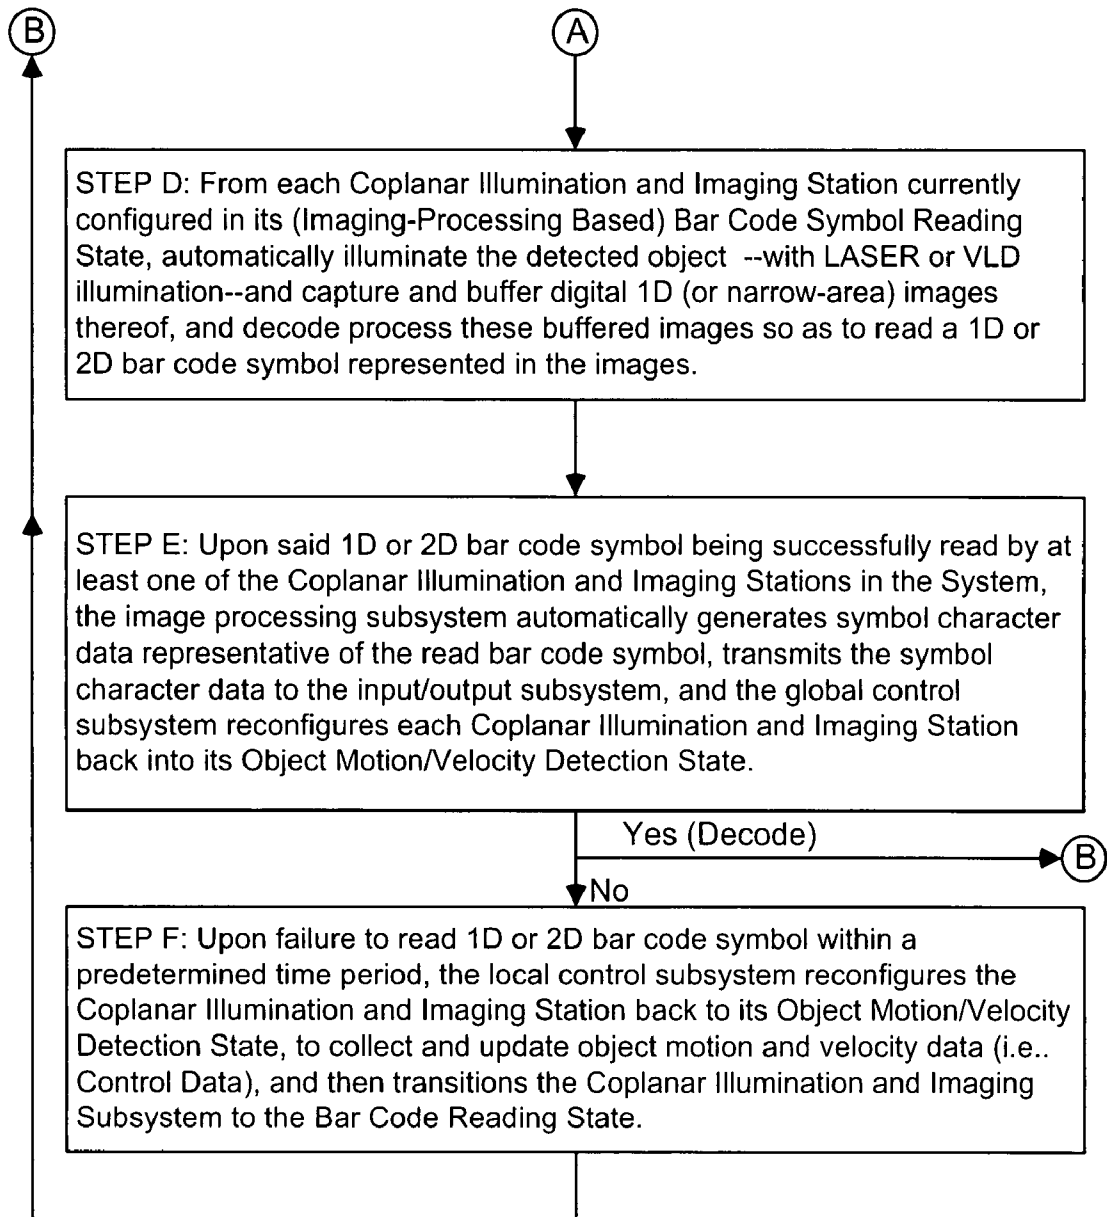 B
A
STEP D: From each Coplanar Illumination and Imaging Station currently
configured in its (Imaging-Processing Based) Bar Code Symbol Reading
State, automatically illuminate the detected object --with LASER or VLD
illumination--and capture and buffer digital 1D (or narrow-area) images
thereof, and decode process these buffered images so as to read a 1D or
2D bar code symbol represented in the images.
STEP E: Upon said 1D or 2D bar code symbol being successfully read by at
least one of the Coplanar Illumination and Imaging Stations in the System,
the image processing subsystem automatically generates symbol character
data representative of the read bar code symbol, transmits the symbol
character data to the input/output subsystem, and the global control
subsystem reconfigures each Coplanar Illumination and Imaging Station
back into its Object Motion/Velocity Detection State.
Yes (Decode)
B
No
STEP F: Upon failure to read 1D or 2D bar code symbol within a
predetermined time period, the local control subsystem reconfigures the
Coplanar Illumination and Imaging Station back to its Object Motion/Velocity
Detection State, to collect and update object motion and velocity data (i.e..
Control Data), and then transitions the Coplanar Illumination and Imaging
Subsystem to the Bar Code Reading State.